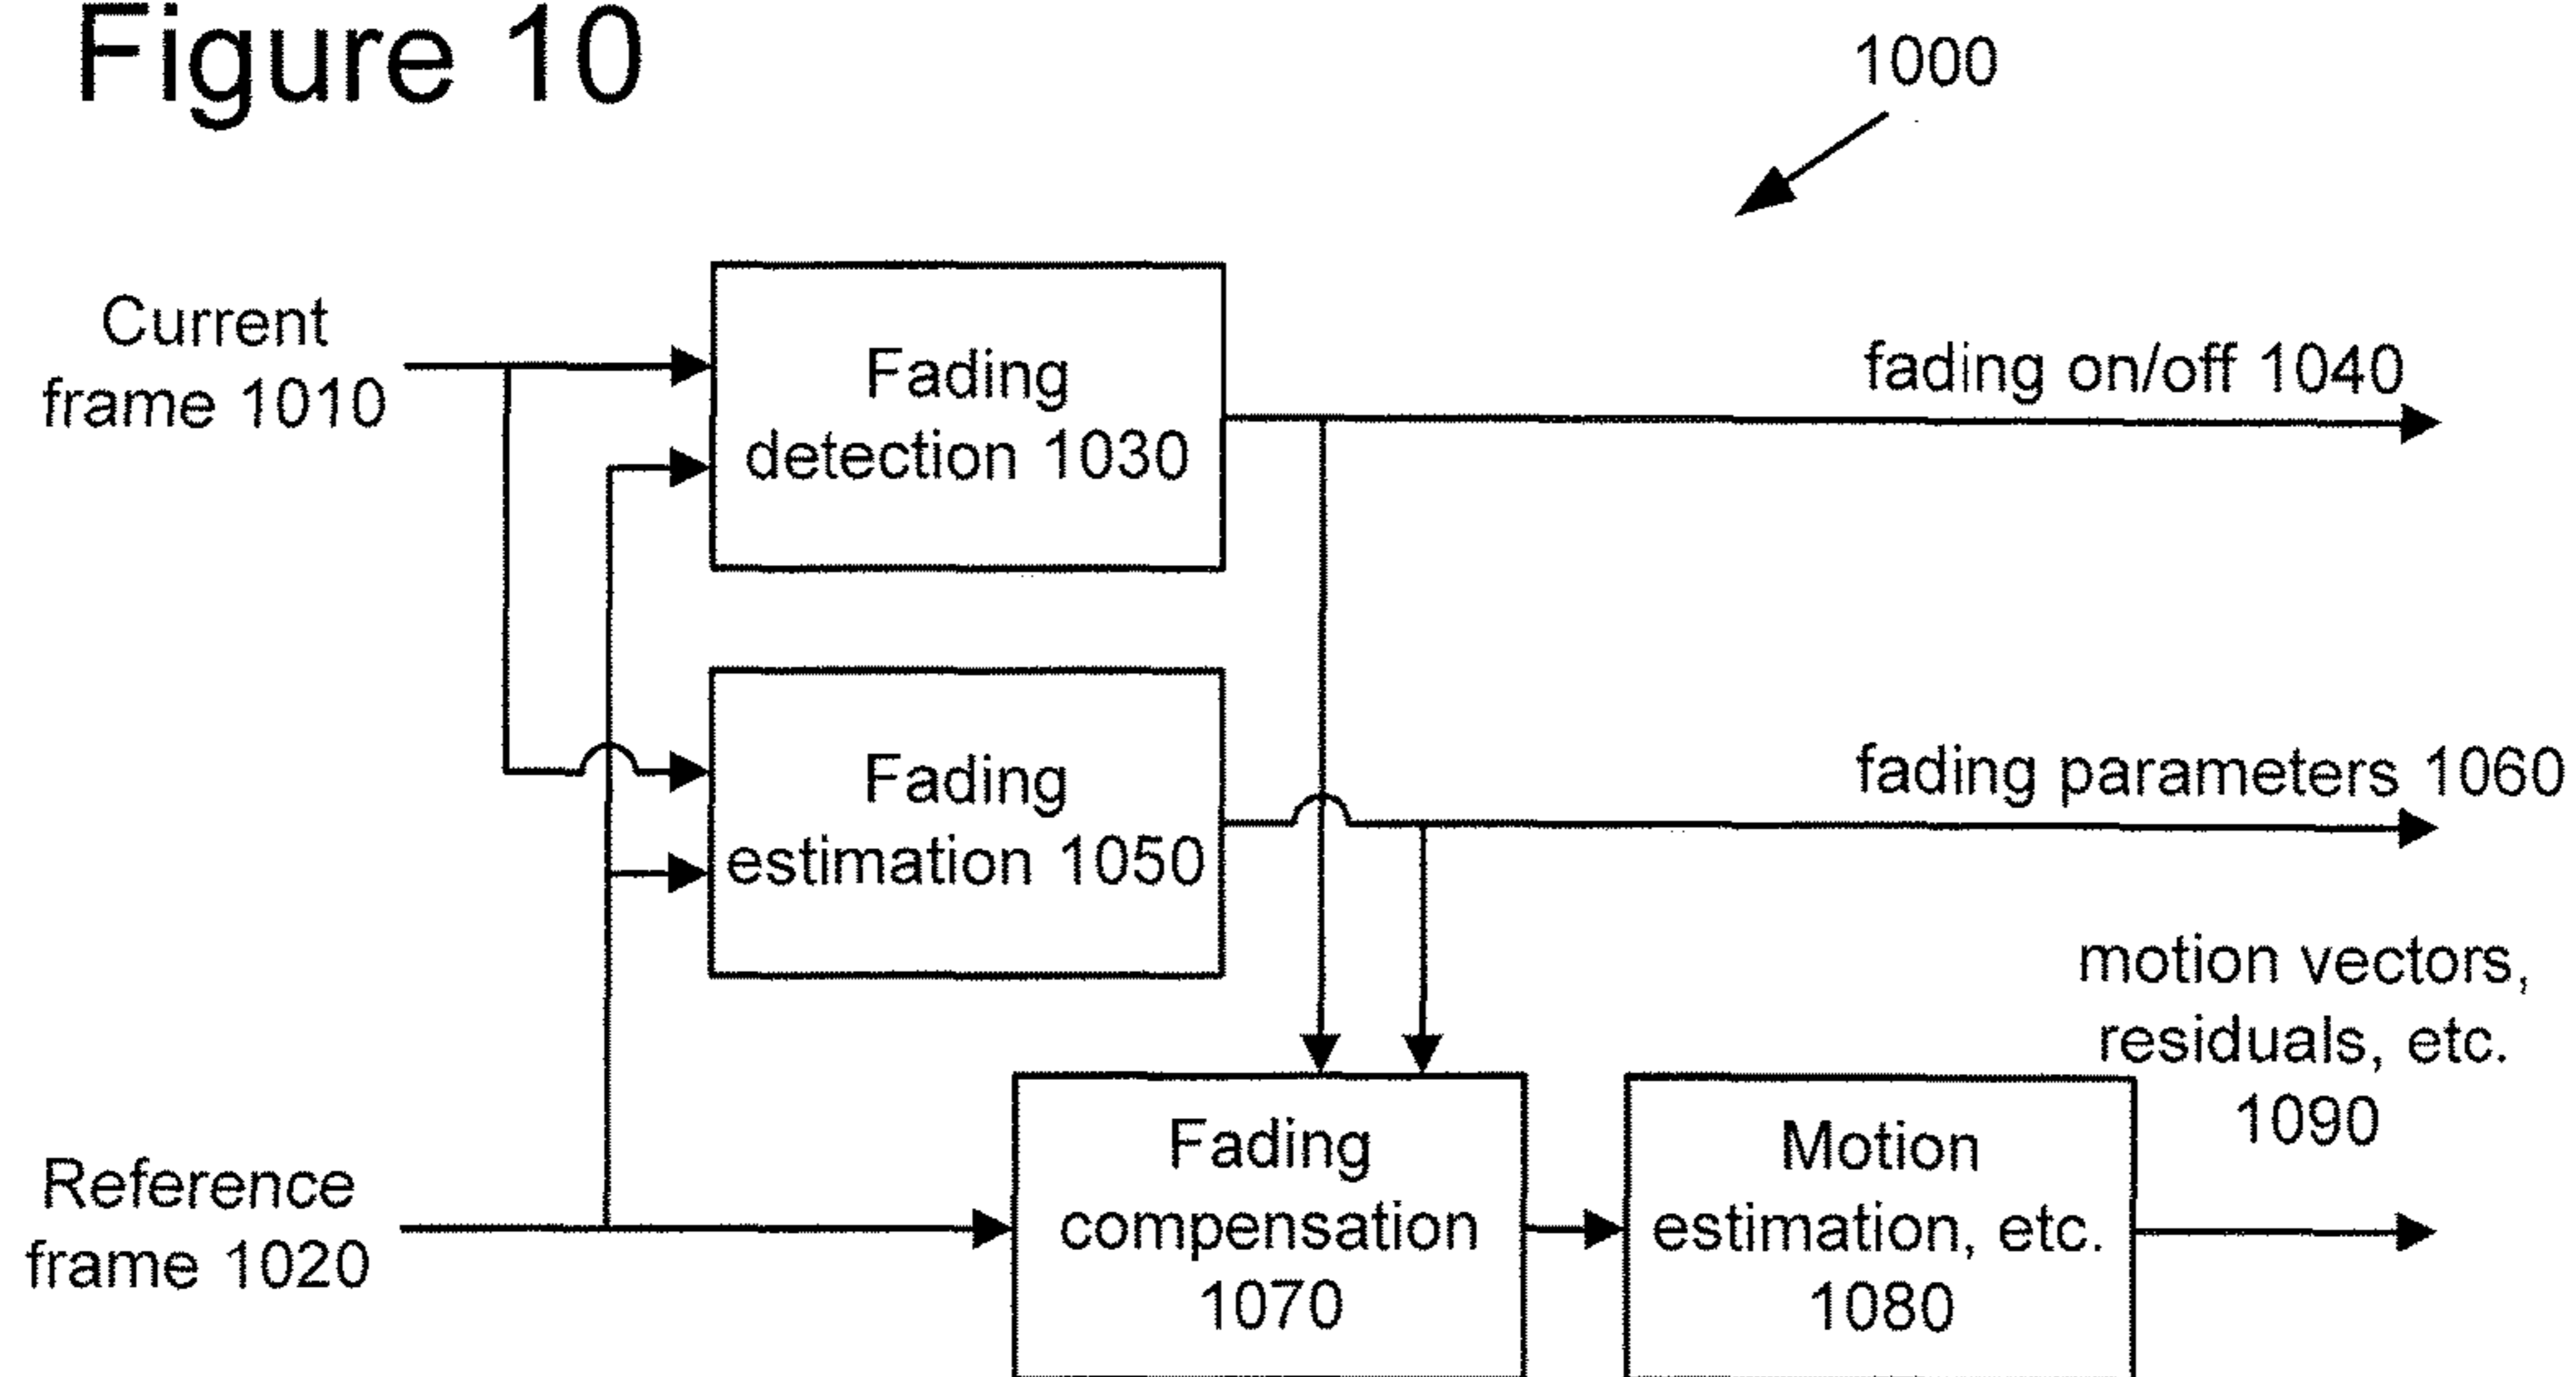 Figure 10
1000
Current
frame 1010
Fading
detection 1030
fading on/off 1040
Fading
estimation 1050
fading parameters 1060
motion vectors,
residuals, etc.
1090
Reference
frame 1020
Fading
compensation
1070
Motion
estimation, etc.
1080